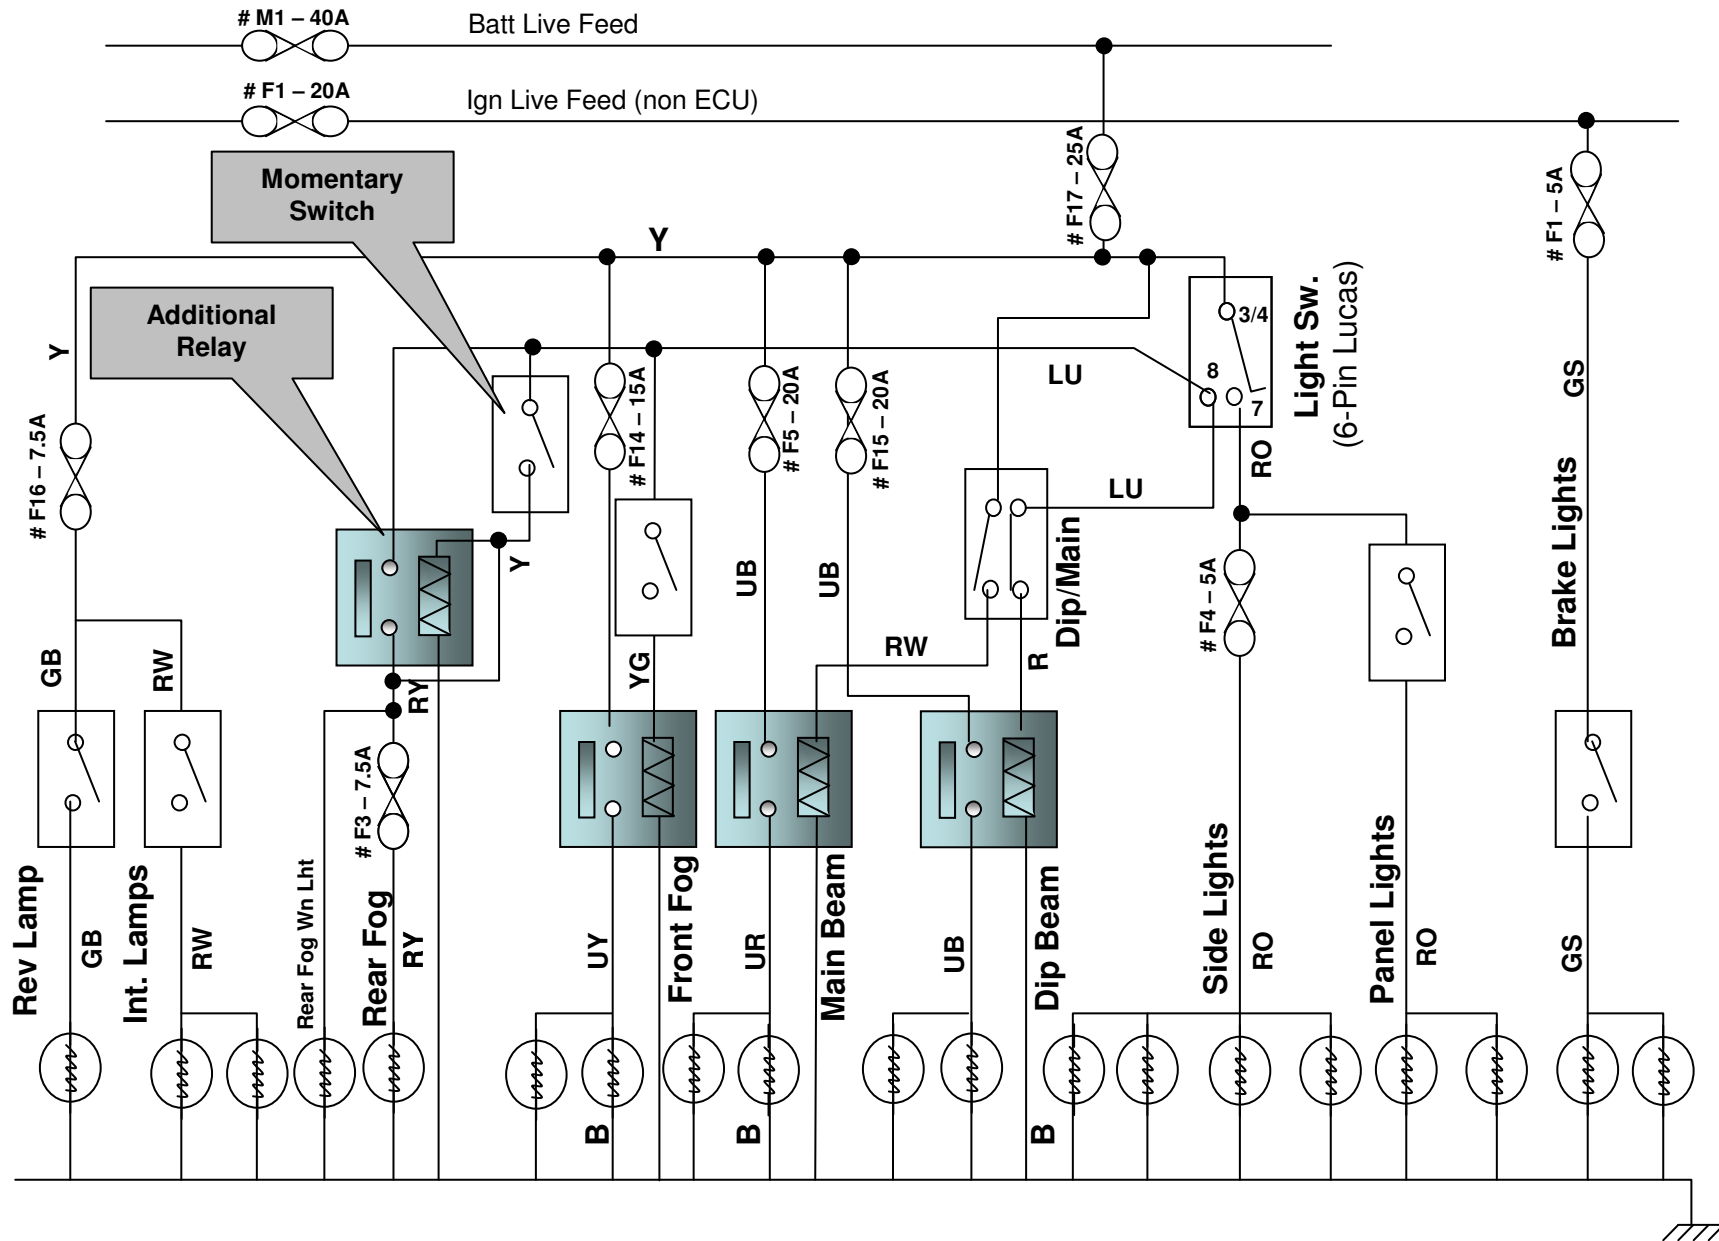 # M1 – 40A
Batt Live Feed
# F1 – 20A
Ign Live Feed (non ECU)
Momentary
Switch
Additional
Relay
Y
Y
# F17 – 25A
# F1 – 5A
3/4
8
7
Light Sw.
(6-Pin Lucas)
LU
GS
# F16 – 7.5A
# F14 – 15A
# F5 – 20A
# F15 – 20A
RO
LU
Y
UB
UB
Dip/Main
# F4 – 5A
Brake Lights
GB
RW
RY
YG
RW
R
# F3 – 7.5A
Rev Lamp
GB
Int. Lamps
RW
Rear Fog Wn Lht
Rear Fog
RY
UY
Front Fog
UR
Main Beam
UB
Dip Beam
Side Lights
RO
Panel Lights
RO
GS
B
B
B